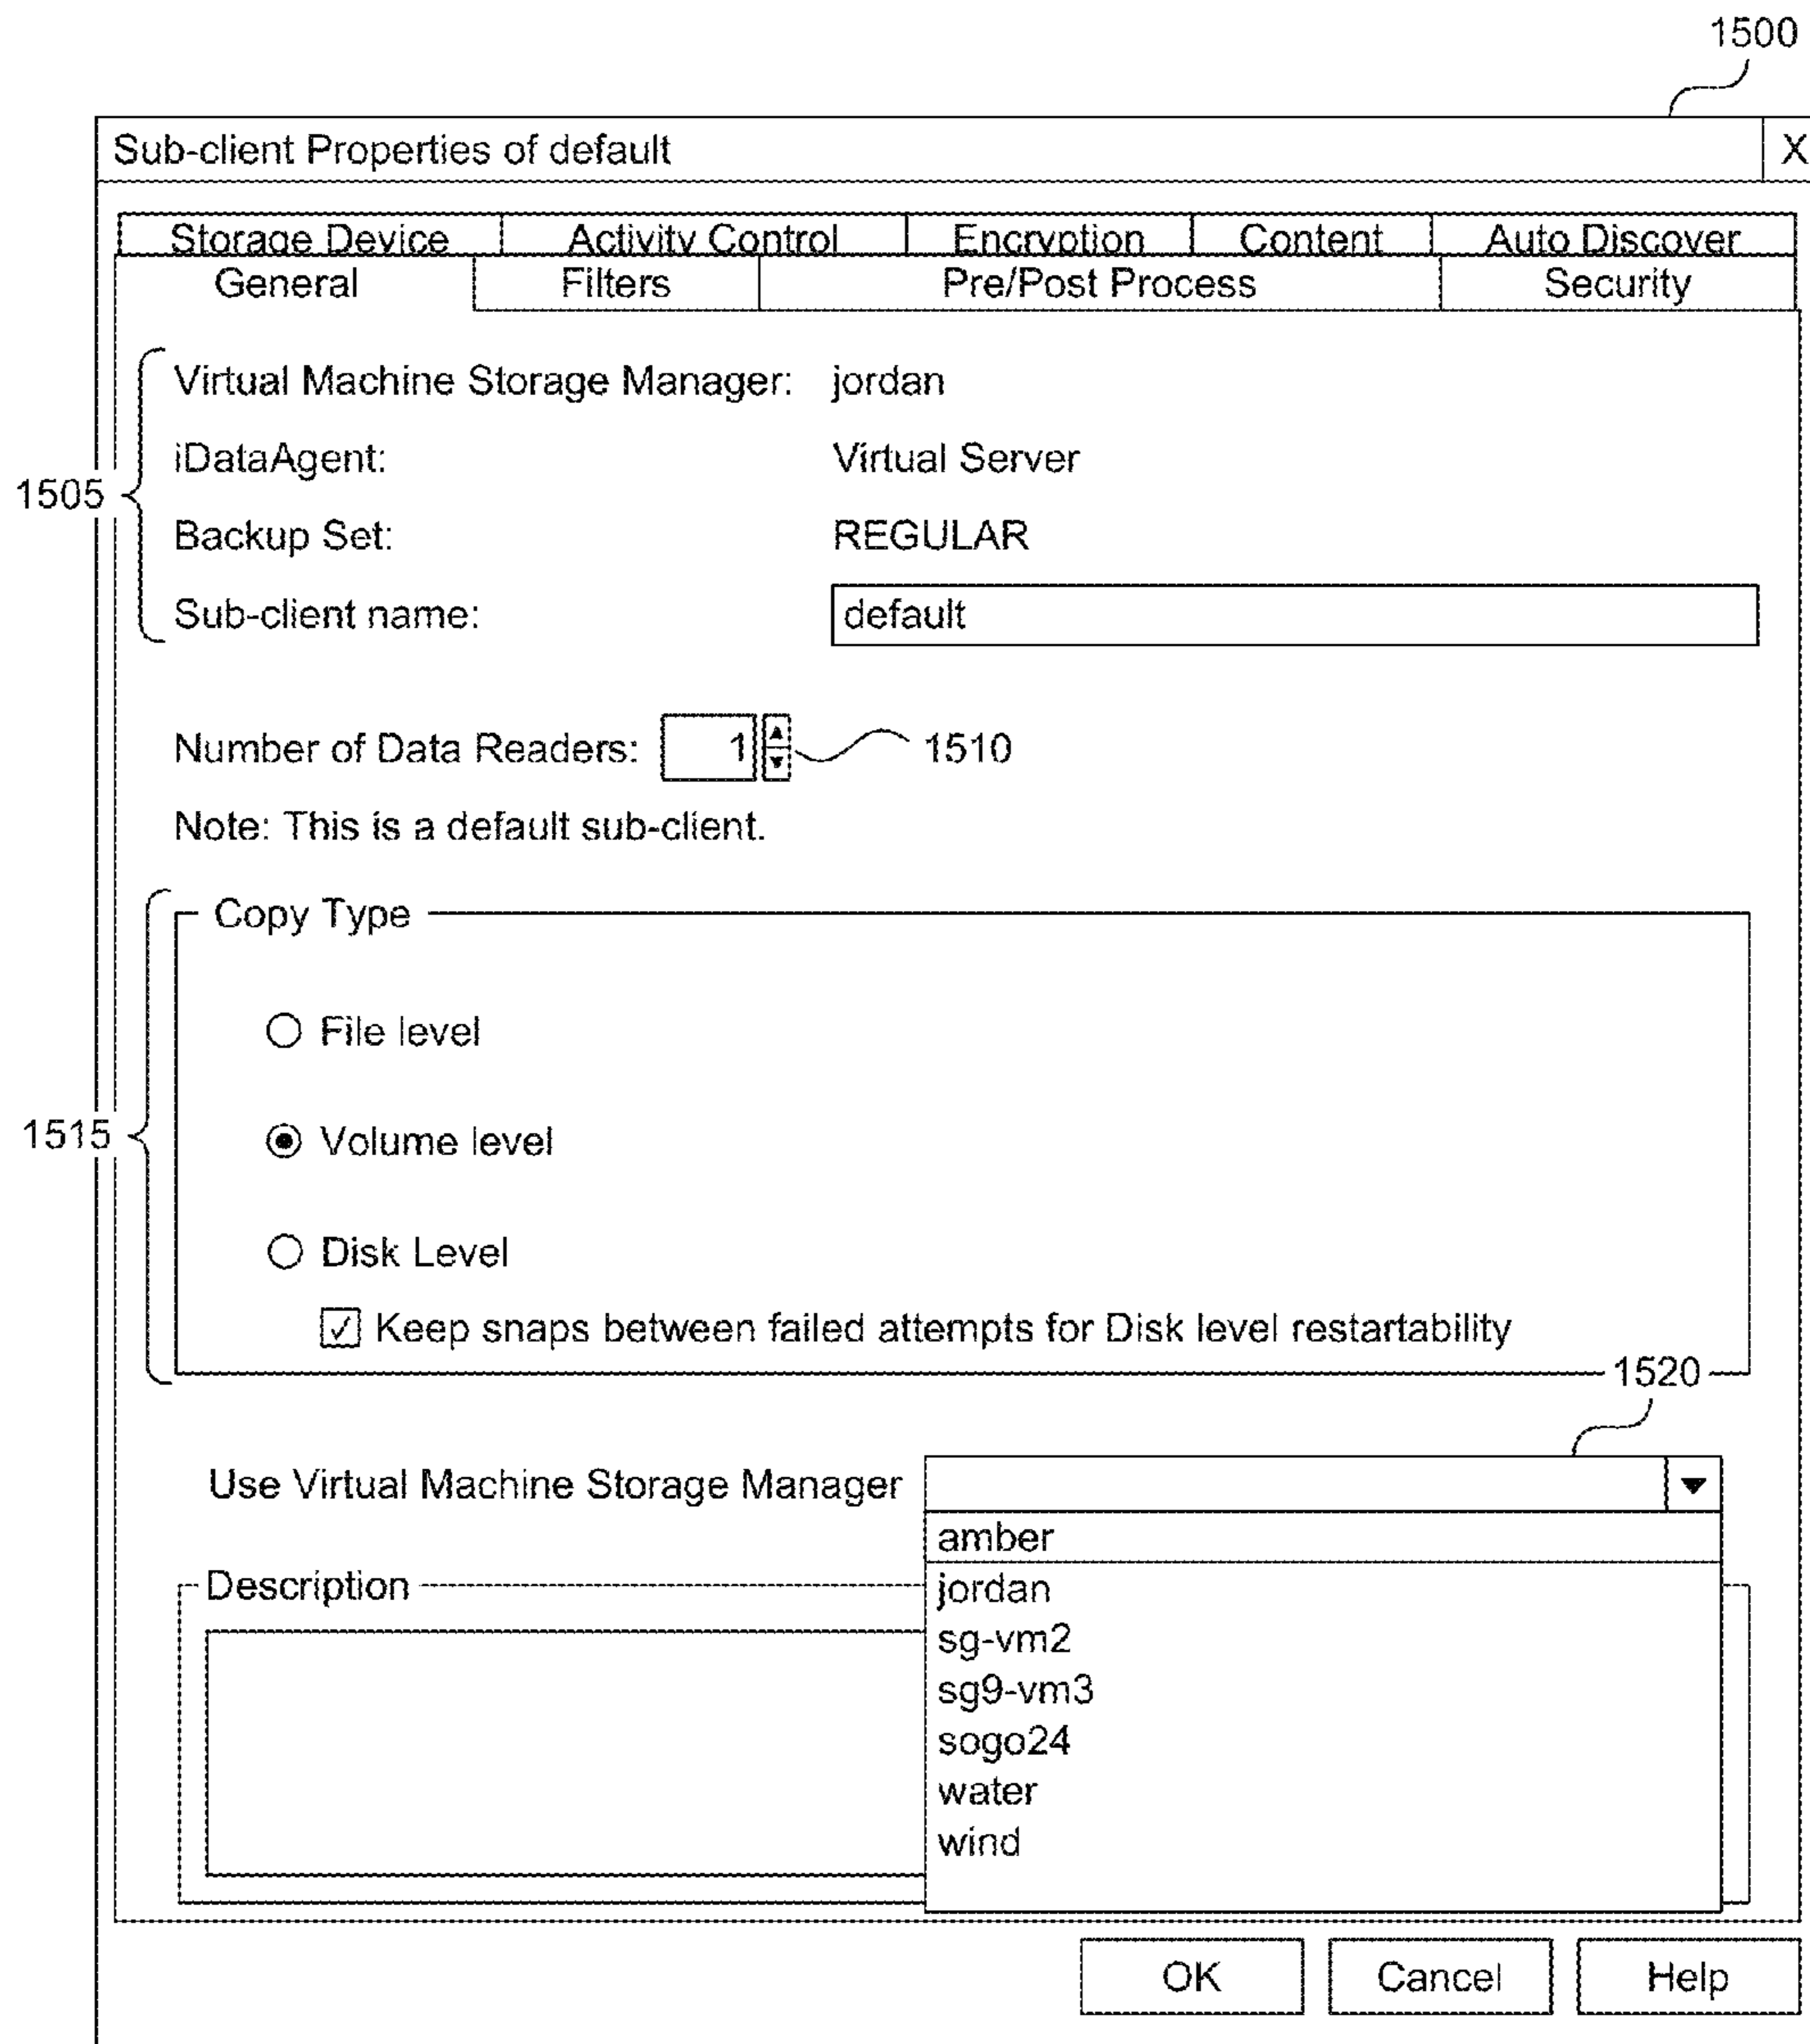 1500
Sub-client Properties of default X
Storage Device Activity Control Encryption Content Auto Discover
General Filters Pre/Post Process Security
Virtual Machine Storage Manager: jordan
iDataAgent: Virtual Server
1505
Backup Set: REGULAR
Sub-client name: default
Number of Data Readers: 1 1510
Note: This is a default sub-client.
Copy Type
File level
1515
Volume level
Disk Level
Keep snaps between failed attempts for Disk level restartability
1520
Use Virtual Machine Storage Manager
amber
Description
jordan
sg-vm2
sg9-vm3
sogo24
water
wind
OK Cancel Help